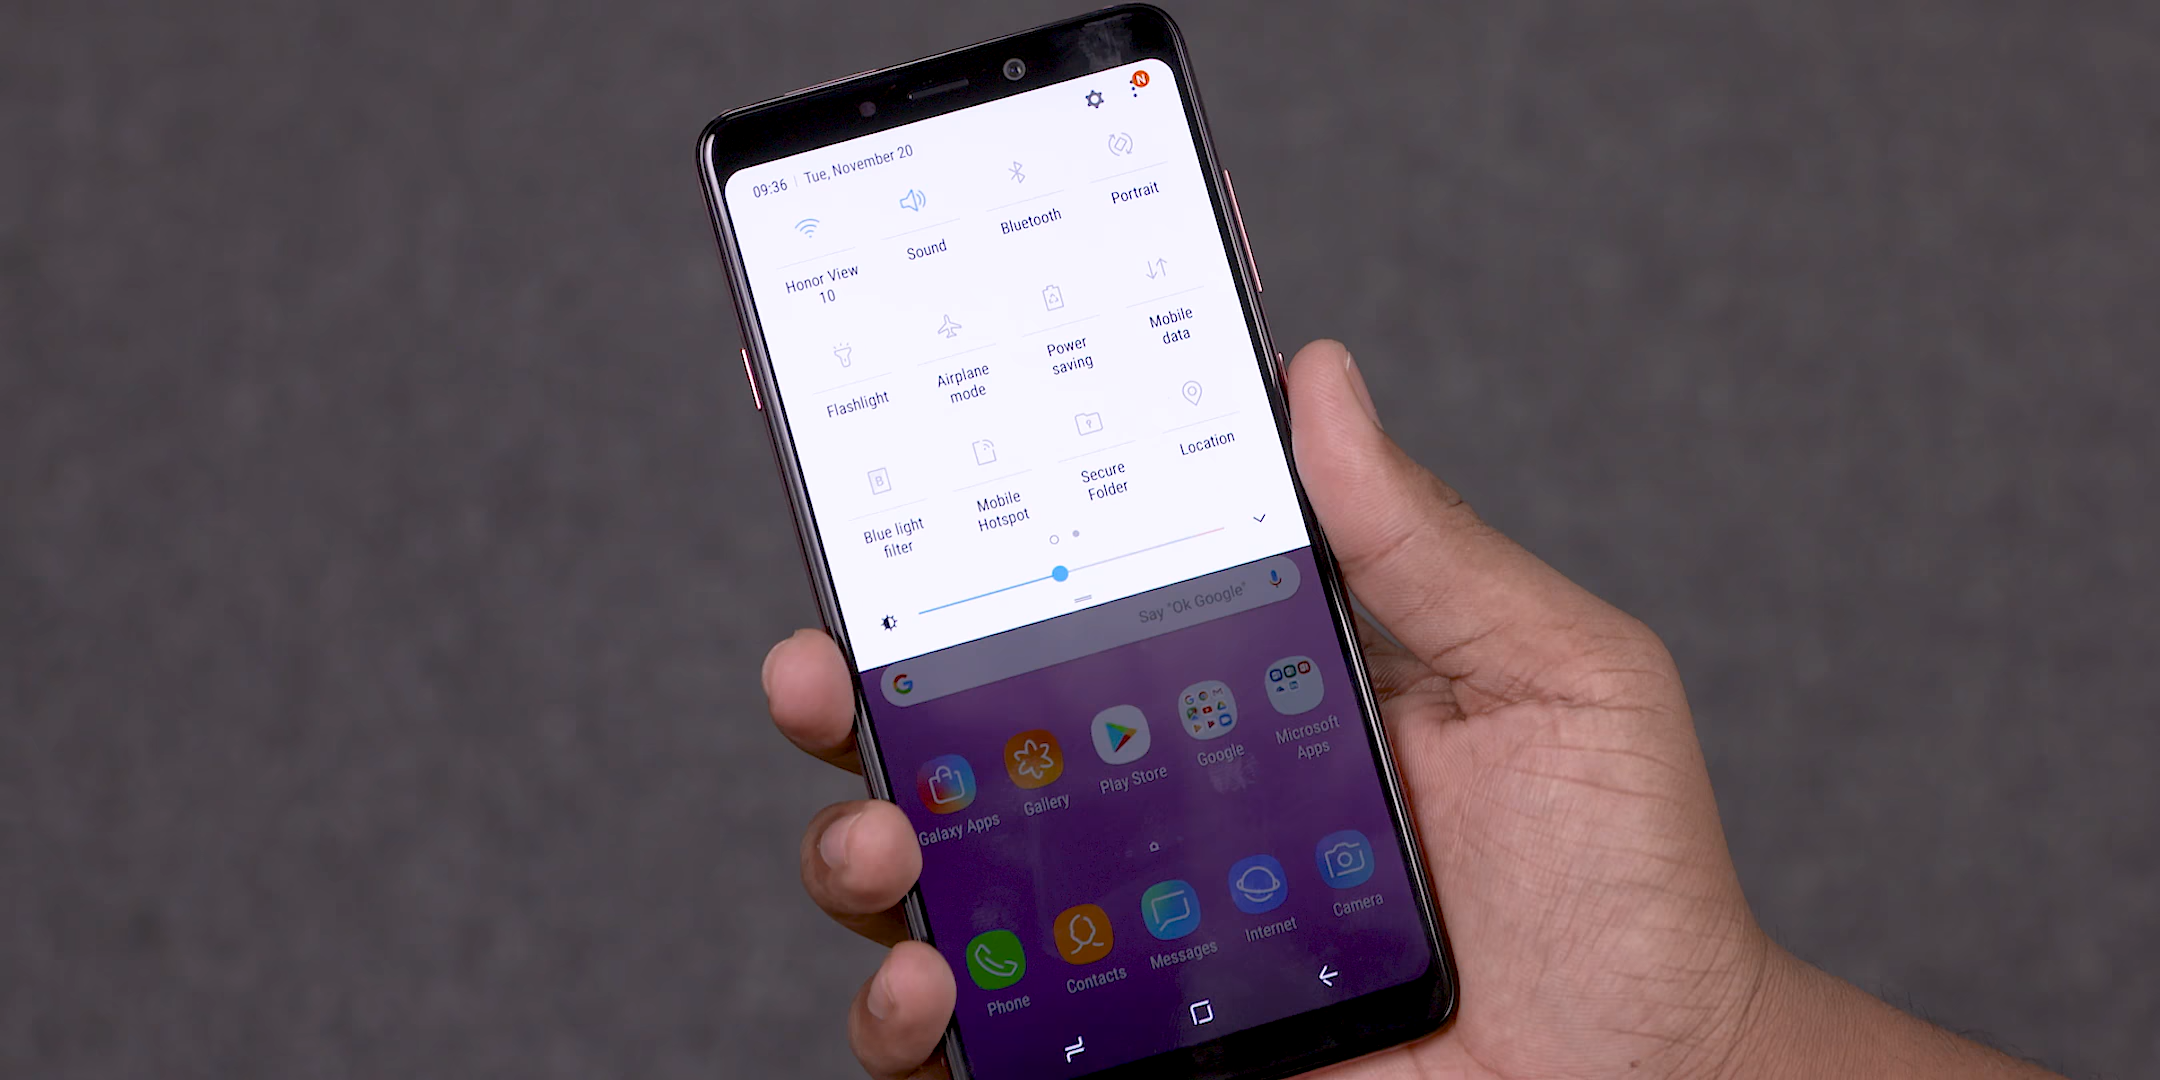 N
09:36 | Tue, November 20
Honor View
10
Sound
Bluetooth
Portrait
Flashlight
Airplane
mode
Power
saving
Mobile
data
B
Blue light
filter
Mobile
Hotspot
Secure
Folder
Location
G
Say "Ok Google"
Galaxy Apps
Gallery
Play Store
Google
Microsoft
Apps
Phone
Contacts
Messages
Internet
Camera